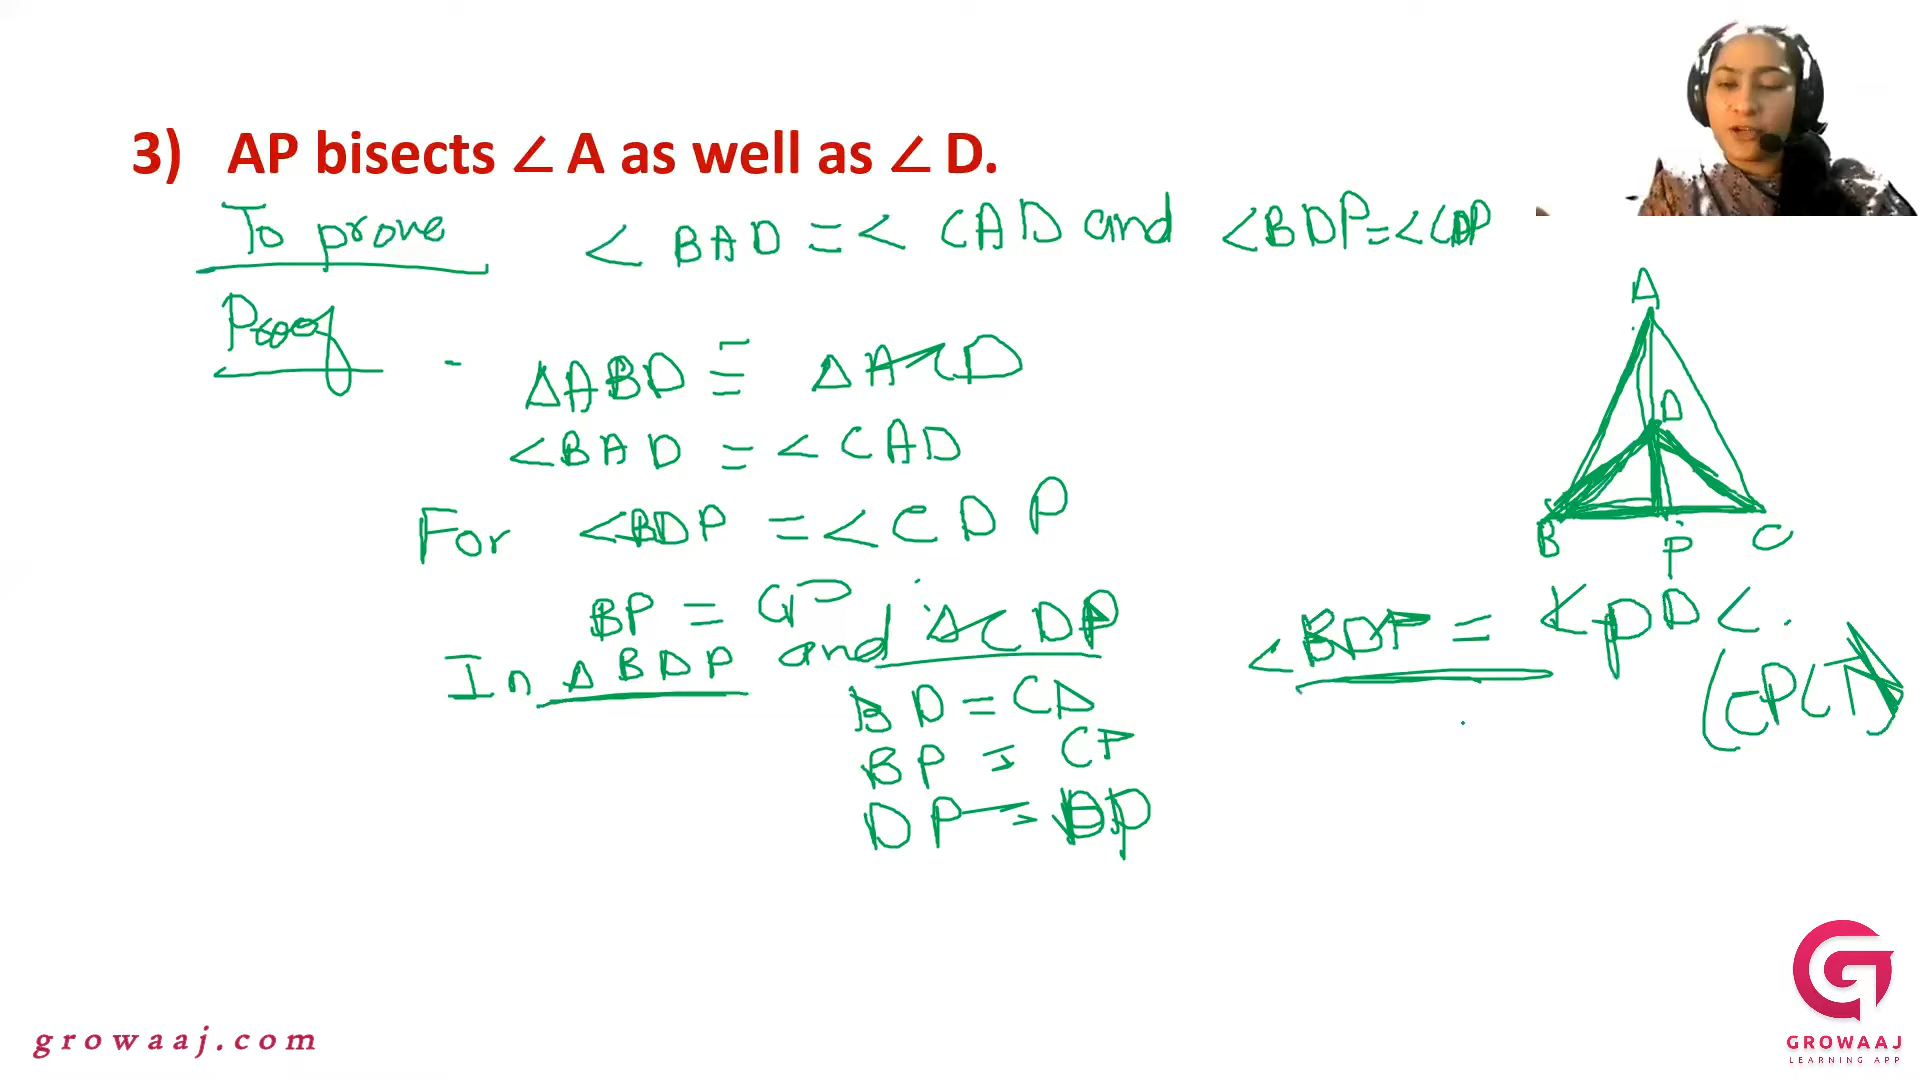 3) AP bisects ∠A as well as ∠D.
To prove ∠BAD = ∠CAD and ∠BDP = ∠CDP
Proof - ΔABD ≅ ΔACD
∠BAD = ∠CAD
For ∠BDP = ∠CDP
BP = CP
In ΔBDP and ΔCDP
BD = CD
BP = CP
DP = DP
A
D
B
P
C
∠BDP = ∠PDC.
(CPCT)
growaaj.com
GROWAAJ
LEARNING APP